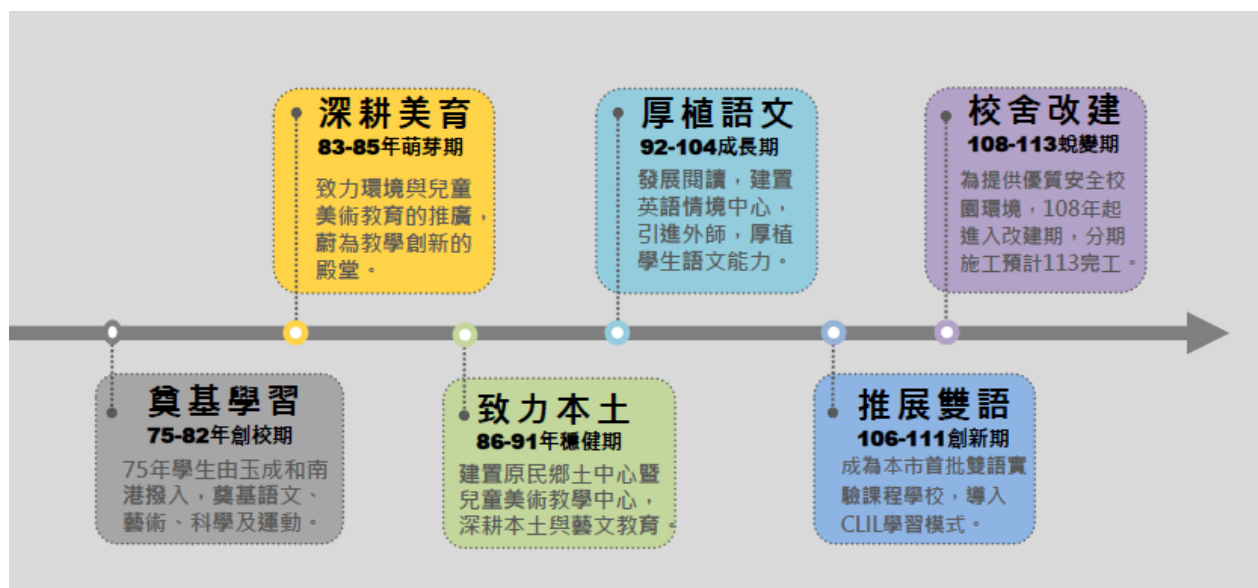 深耕美育
83-85年萌芽期
致力環境與兒童
美術教育的推廣，
蔚為教學創新的
殿堂。
厚植語文
92-104成長期
發展閱讀，建置
英語情境中心，
引進外師，厚植
學生語文能力。
校舍改建
108-113蛻變期
為提供優質安全校
園環境，108年起
進入改建期，分期
施工預計113完工。
奠基學習
75-82年創校期
75年學生由玉成和南
港撥入，奠基語文、
藝術、科學及運動。
致力本土
86-91年穩健期
建置原民鄉土中心暨
兒童美術教學中心，
深耕本土與藝文教育。
推展雙語
106-111創新期
成為本市首批雙語實
驗課程學校，導入
CLIL學習模式。